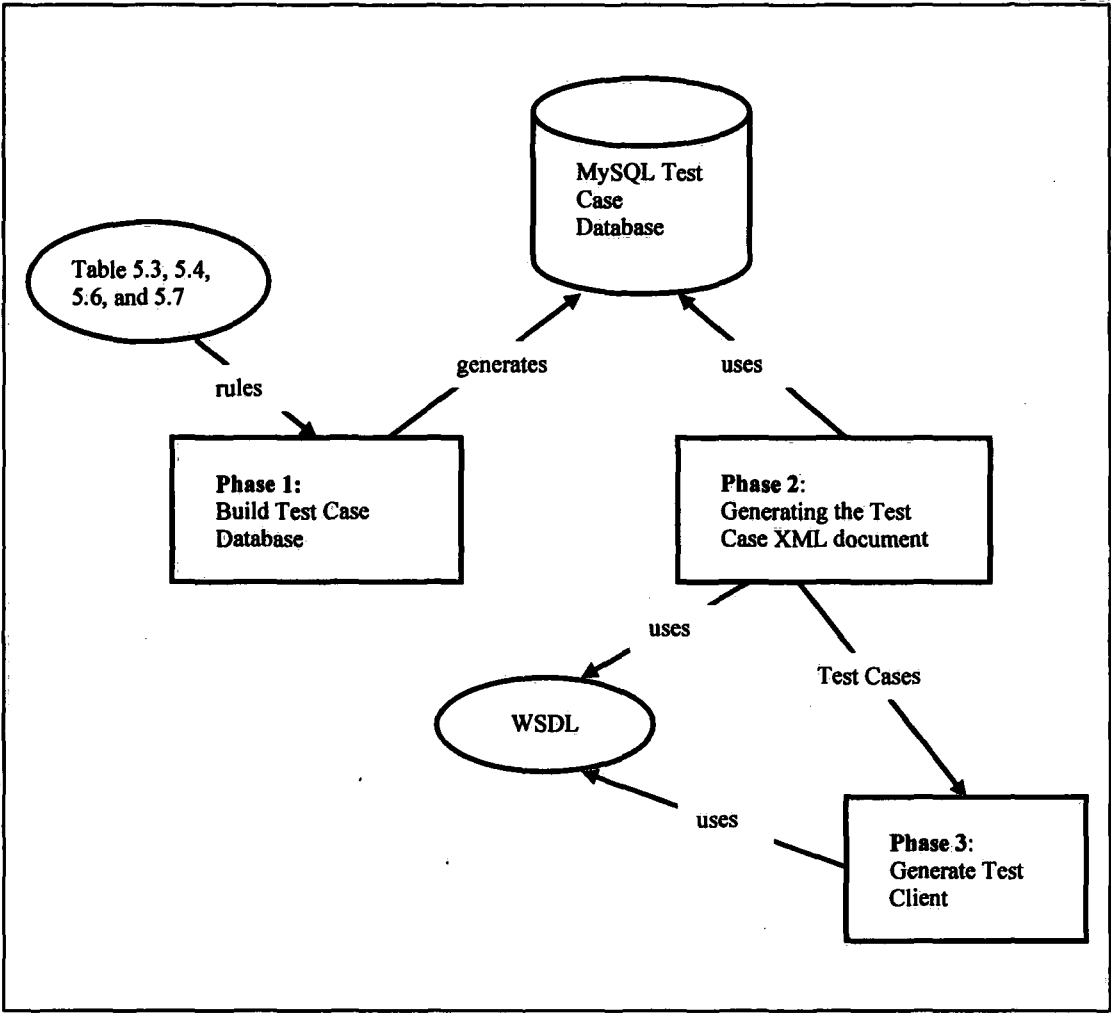 MySQL Test
Case
Database
Table 5.3, 5.4,
5.6, and 5.7
generates
uses
rules
Phase 1:
Build Test Case
Database
Phase 2:
Generating the Test
Case XML document
uses
Test Cases
WSDL
uses
Phase 3:
Generate Test
Client